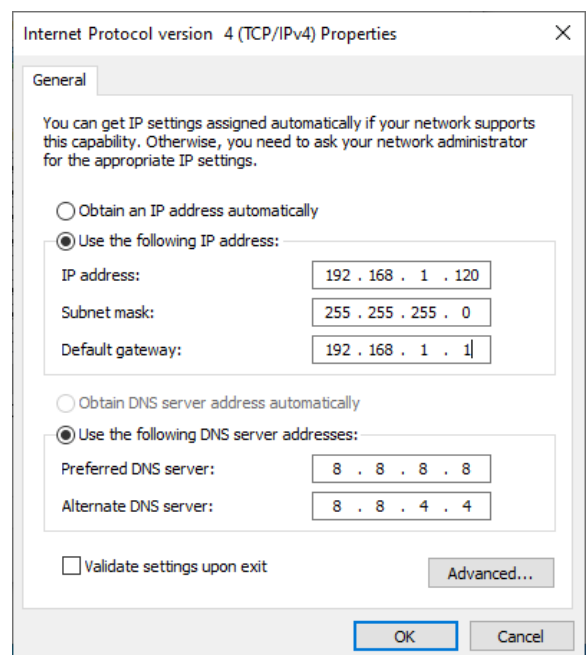 Internet Protocol version 4 (TCP/IPv4) Properties
General
You can get IP settings assigned automatically if your network supports
this capability. Otherwise, you need to ask your network administrator
for the appropriate IP settings.
Obtain an IP address automatically
Use the following IP address:
IP address: 192 . 168 . 1 . 120
Subnet mask: 255 . 255 . 255 . 0
Default gateway: 192 . 168 . 1 . 1
Obtain DNS server address automatically
Use the following DNS server addresses:
Preferred DNS server: 8 . 8 . 8 . 8
Alternate DNS server: 8 . 8 . 4 . 4
Validate settings upon exit
Advanced...
OK Cancel